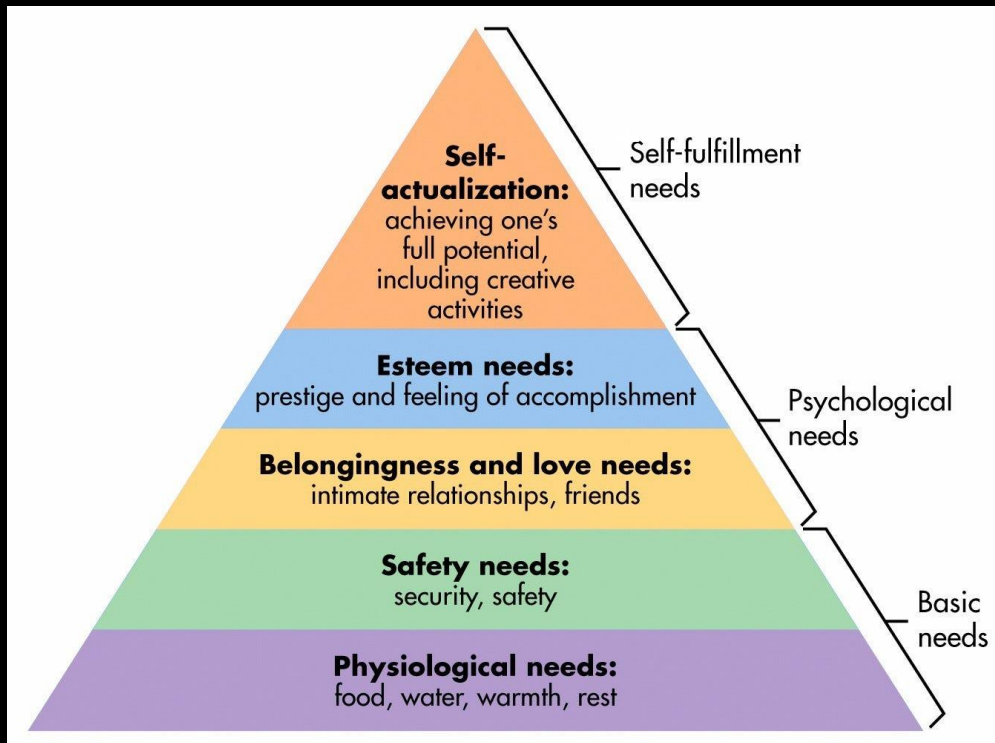 Self-
actualization:
achieving one's
full potential,
including creative
activities
Self-fulfillment
needs
Esteem needs:
prestige and feeling of accomplishment
Belongingness and love needs:
intimate relationships, friends
Psychological
needs
Safety needs:
security, safety
Physiological needs:
food, water, warmth, rest
Basic
needs